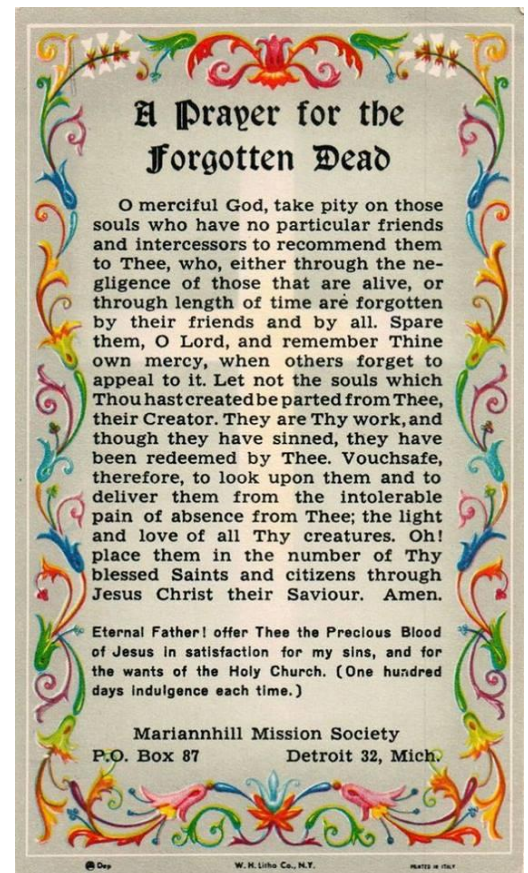 A Prayer for the
Forgotten Dead
O merciful God, take pity on those
souls who have no particular friends
and intercessors to recommend them
to Thee, who, either through the ne-
gligence of those that are alive, or
through length of time are forgotten
by their friends and by all. Spare
them, O Lord, and remember Thine
own mercy, when others forget to
appeal to it. Let not the souls which
Thou hast created be parted from Thee,
their Creator. They are Thy work, and
though they have sinned, they have
been redeemed by Thee. Vouchsafe,
therefore, to look upon them and to
deliver them from the intolerable
pain of absence from Thee; the light
and love of all Thy creatures. Oh!
place them in the number of Thy
blessed Saints and citizens through
Jesus Christ their Saviour. Amen.
Eternal Father! offer Thee the Precious Blood
of Jesus in satisfaction for my sins, and for
the wants of the Holy Church. (One hundred
days indulgence each time.)
Mariannhill Mission Society
P.O. Box 87 Detroit 32, Mich.
Dep W. H. Litho Co., N.Y. PRINTED IN ITALY